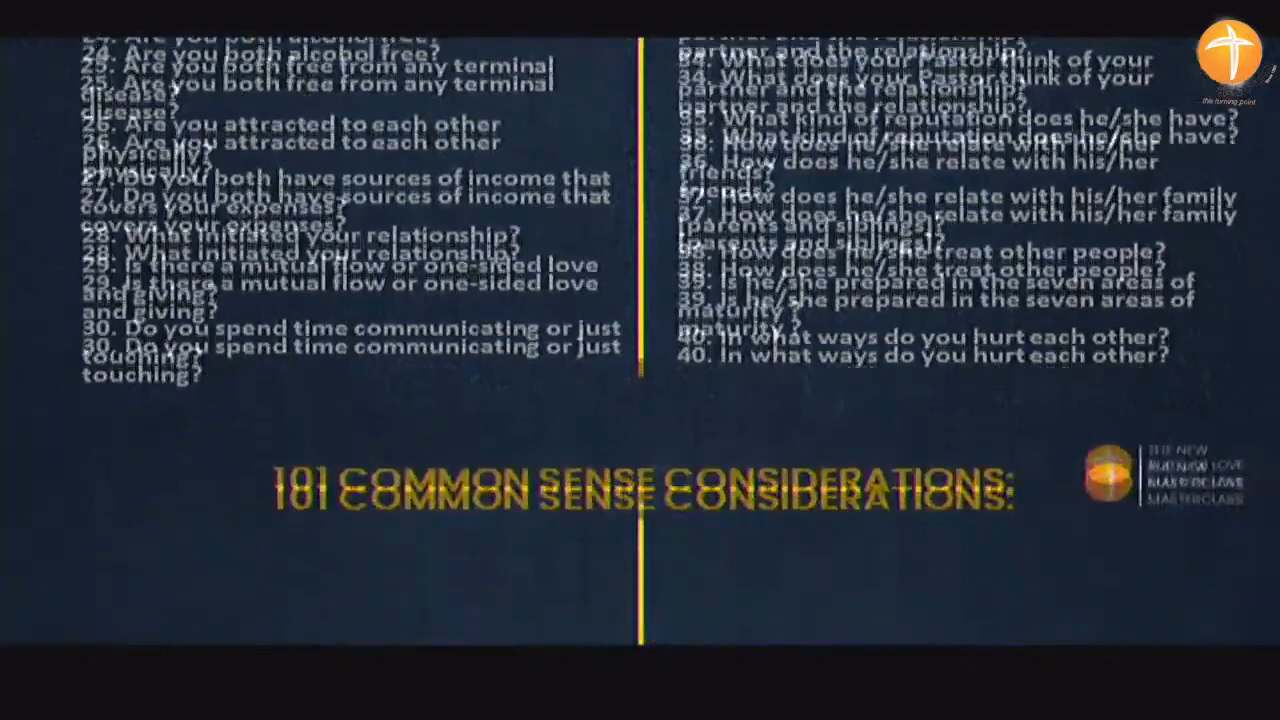 24. Are you both alcohol free?
25. Are you both free from any terminal
disease?
26. Are you attracted to each other
physically?
27. Do you both have sources of income that
covers your expenses?
28. What initiated your relationship?
29. Is there a mutual flow or one-sided love
and giving?
30. Do you spend time communicating or just
touching?
partner and the relationship?
34. What does your Pastor think of your
partner and the relationship?
35. What kind of reputation does he/she have?
36. How does he/she relate with his/her
friends?
37. How does he/she relate with his/her family
(parents and siblings)?
38. How does he/she treat other people?
39. Is he/she prepared in the seven areas of
maturity?
40. In what ways do you hurt each other?
101 COMMON SENSE CONSIDERATIONS:
THE NEW
LOVE
MASTERCLASS
the turning point